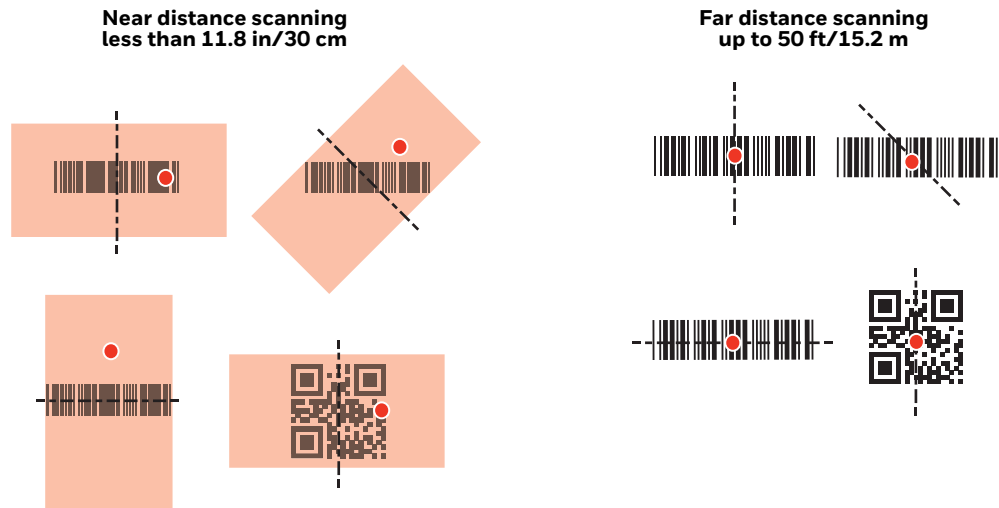 Near distance scanning
less than 11.8 in/30 cm
Far distance scanning
up to 50 ft/15.2 m